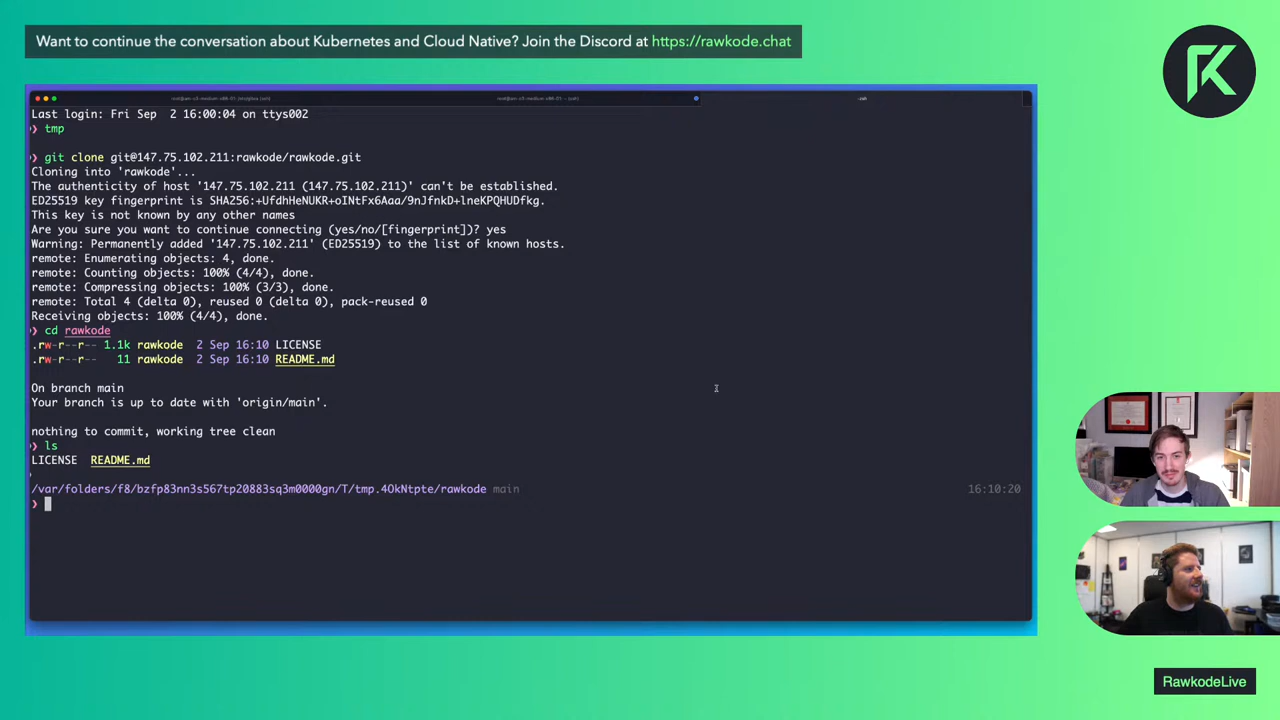 Want to continue the conversation about Kubernetes and Cloud Native? Join the Discord at https://rawkode.chat
Last login: Fri Sep  2 16:00:04 on ttys002
❯ tmp
❯ git clone git@147.75.102.211:rawkode/rawkode.git
Cloning into 'rawkode'...
The authenticity of host '147.75.102.211 (147.75.102.211)' can't be established.
ED25519 key fingerprint is SHA256:+UfdhHeNUKR+oINtFx6Aaa/9nJfnkD+lneKPQHUDfkg.
This key is not known by any other names
Are you sure you want to continue connecting (yes/no/[fingerprint])? yes
Warning: Permanently added '147.75.102.211' (ED25519) to the list of known hosts.
remote: Enumerating objects: 4, done.
remote: Counting objects: 100% (4/4), done.
remote: Compressing objects: 100% (3/3), done.
remote: Total 4 (delta 0), reused 0 (delta 0), pack-reused 0
Receiving objects: 100% (4/4), done.
❯ cd rawkode
.rw-r--r-- 1.1k rawkode  2 Sep 16:10 LICENSE
.rw-r--r--   11 rawkode  2 Sep 16:10 README.md
On branch main
Your branch is up to date with 'origin/main'.
nothing to commit, working tree clean
❯ ls
LICENSE  README.md
/var/folders/f8/bzfp83nn3s567tp20883sq3m0000gn/T/tmp.4OkNtpte/rawkode main 16:10:20
❯
RawkodeLive